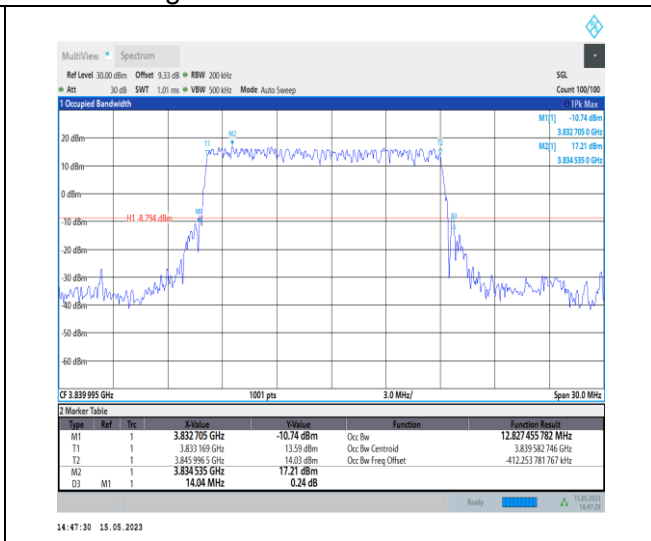 MultiView Spectrum
Ref Level 30.00 dBm Offset 9.33 dB RBW 200 kHz SGL
Att 30 dB SWT 1.01 ms VBW 500 kHz Mode Auto Sweep Count 100/100
1 Occupied Bandwidth 1Pk Max
M1[1] -10.74 dBm
3.832 705 0 GHz
M2[1] 17.21 dBm
3.834 535 0 GHz
20 dBm
T1 M2 T2
10 dBm
0 dBm
M1 D3
-10 dBm H1 -8.794 dBm
-20 dBm
-30 dBm
-40 dBm
-50 dBm
-60 dBm
CF 3.839 995 GHz 1001 pts 3.0 MHz/ Span 30.0 MHz
2 Marker Table
Type Ref Trc X-Value Y-Value Function Function Result
M1 1 3.832 705 GHz -10.74 dBm Occ Bw 12.827 455 782 MHz
T1 1 3.833 169 GHz 13.59 dBm Occ Bw Centroid 3.839 582 746 GHz
T2 1 3.845 996 5 GHz 14.03 dBm Occ Bw Freq Offset -412.253 781 767 kHz
M2 1 3.834 535 GHz 17.21 dBm
D3 M1 1 14.04 MHz 0.24 dB
Ready 15.05.2023
14:47:29
14:47:30 15.05.2023